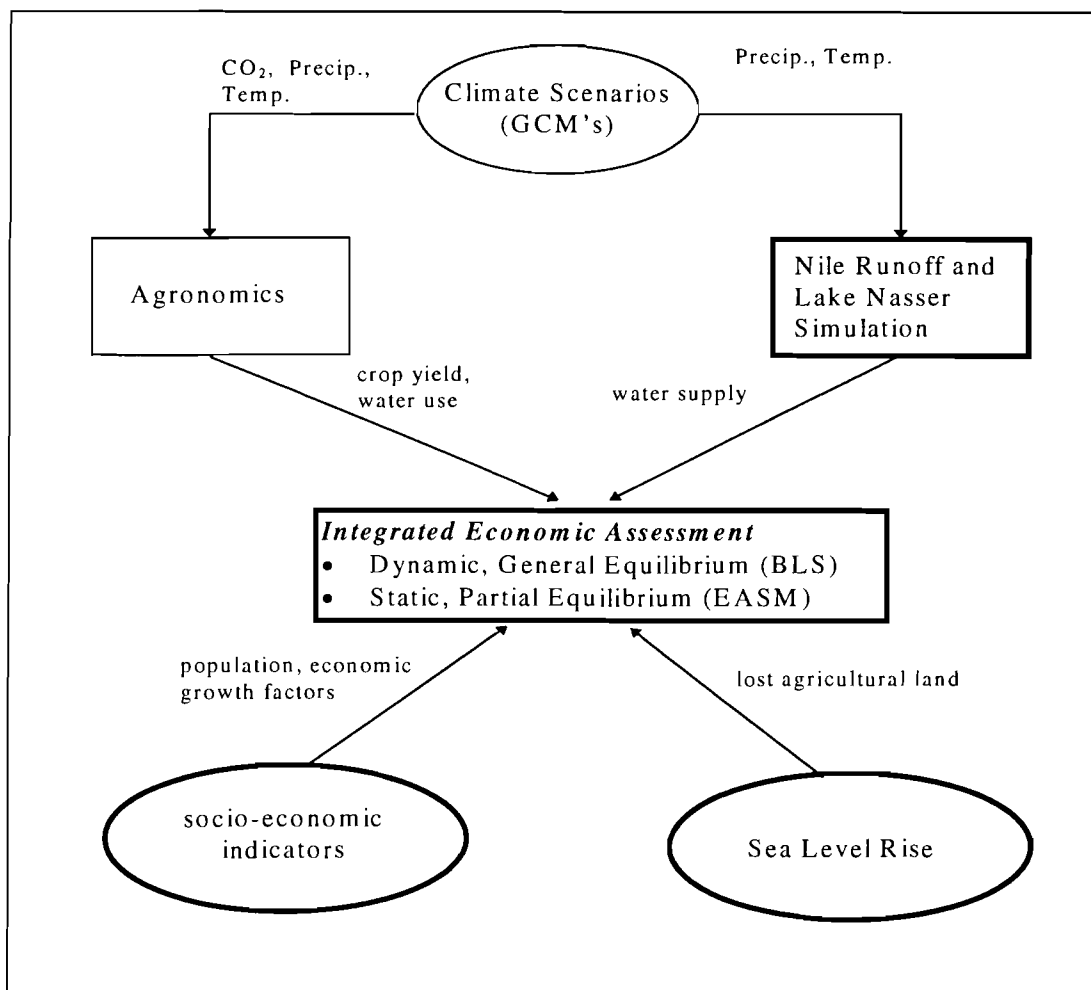 CO₂, Precip.,
Temp.
Precip., Temp.
Climate Scenarios
(GCM's)
Agronomics
Nile Runoff and
Lake Nasser
Simulation
crop yield,
water use
water supply
Integrated Economic Assessment
• Dynamic, General Equilibrium (BLS)
• Static, Partial Equilibrium (EASM)
population, economic
growth factors
lost agricultural land
socio-economic
indicators
Sea Level Rise